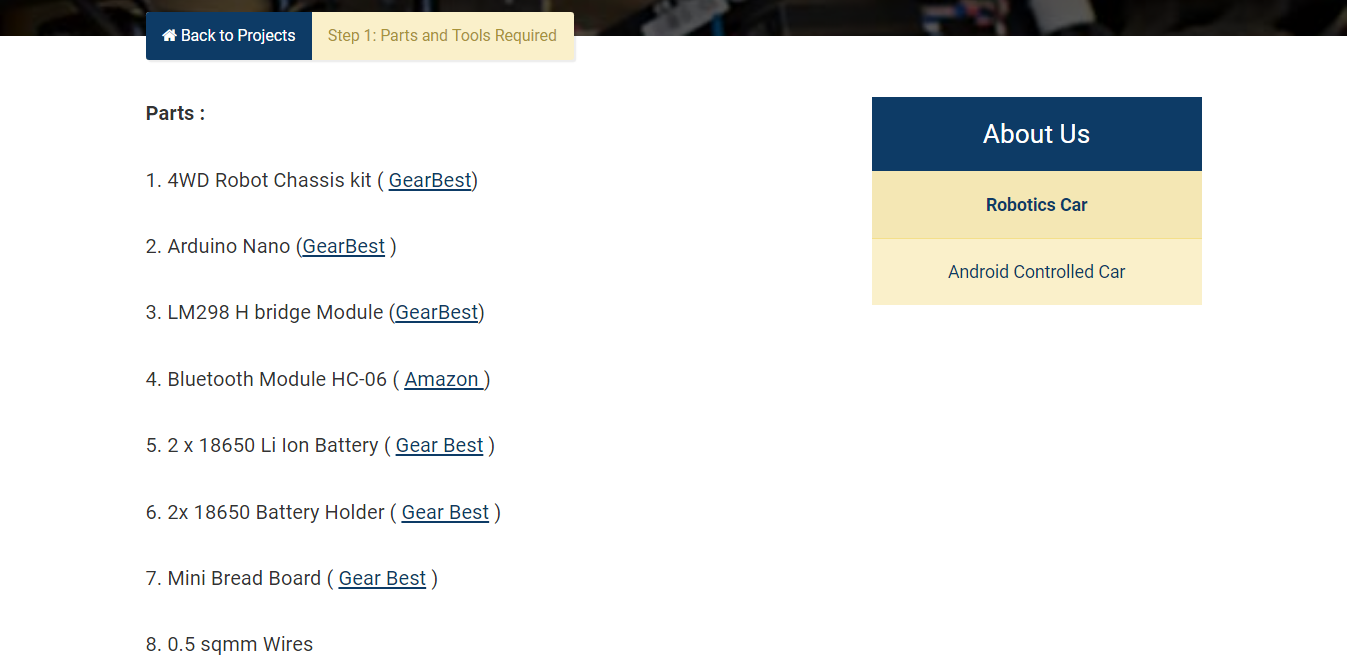 Back to Projects
Step 1: Parts and Tools Required
Parts :
1. 4WD Robot Chassis kit ( GearBest)
2. Arduino Nano (GearBest )
3. LM298 H bridge Module (GearBest)
4. Bluetooth Module HC-06 ( Amazon )
5. 2 x 18650 Li Ion Battery ( Gear Best )
6. 2x 18650 Battery Holder ( Gear Best )
7. Mini Bread Board ( Gear Best )
8. 0.5 sqmm Wires
About Us
Robotics Car
Android Controlled Car